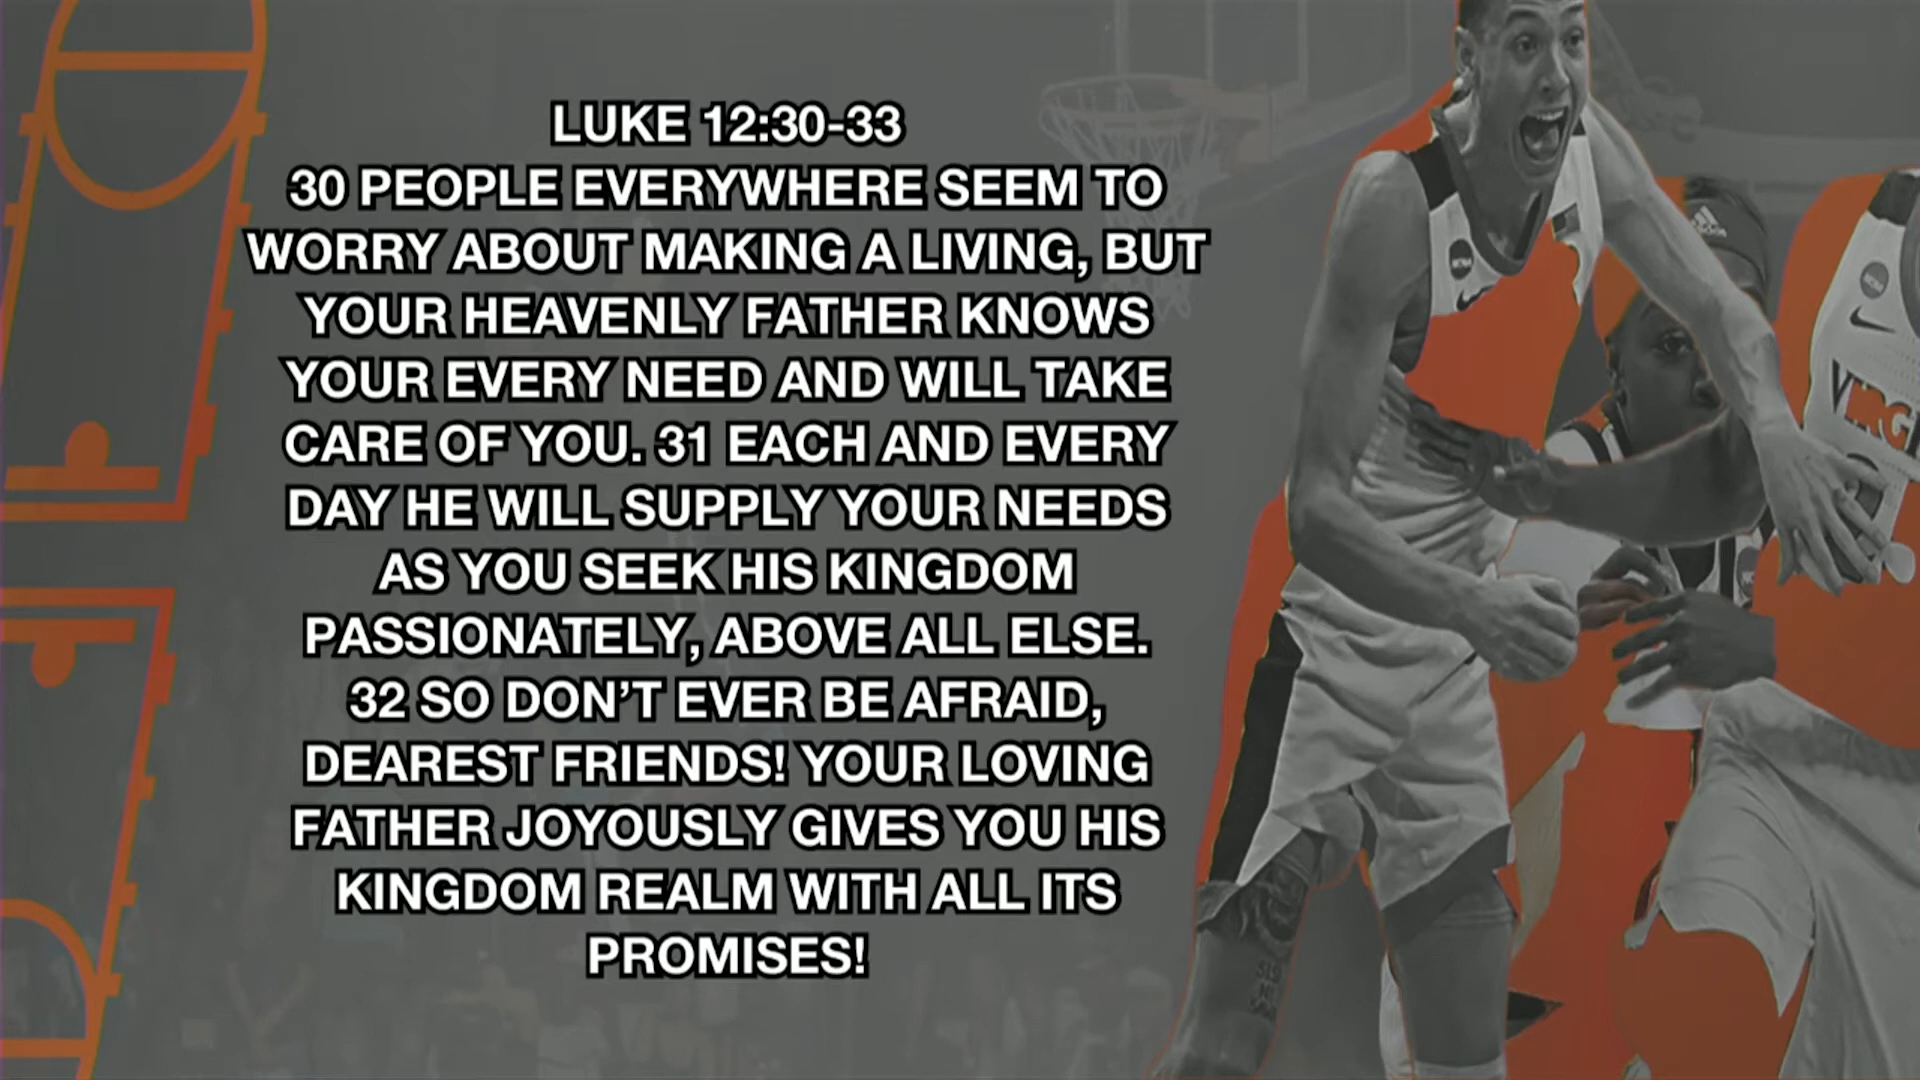 LUKE 12:30-33
30 PEOPLE EVERYWHERE SEEM TO
WORRY ABOUT MAKING A LIVING, BUT
YOUR HEAVENLY FATHER KNOWS
YOUR EVERY NEED AND WILL TAKE
CARE OF YOU. 31 EACH AND EVERY
DAY HE WILL SUPPLY YOUR NEEDS
AS YOU SEEK HIS KINGDOM
PASSIONATELY, ABOVE ALL ELSE.
32 SO DON’T EVER BE AFRAID,
DEAREST FRIENDS! YOUR LOVING
FATHER JOYOUSLY GIVES YOU HIS
KINGDOM REALM WITH ALL ITS
PROMISES!